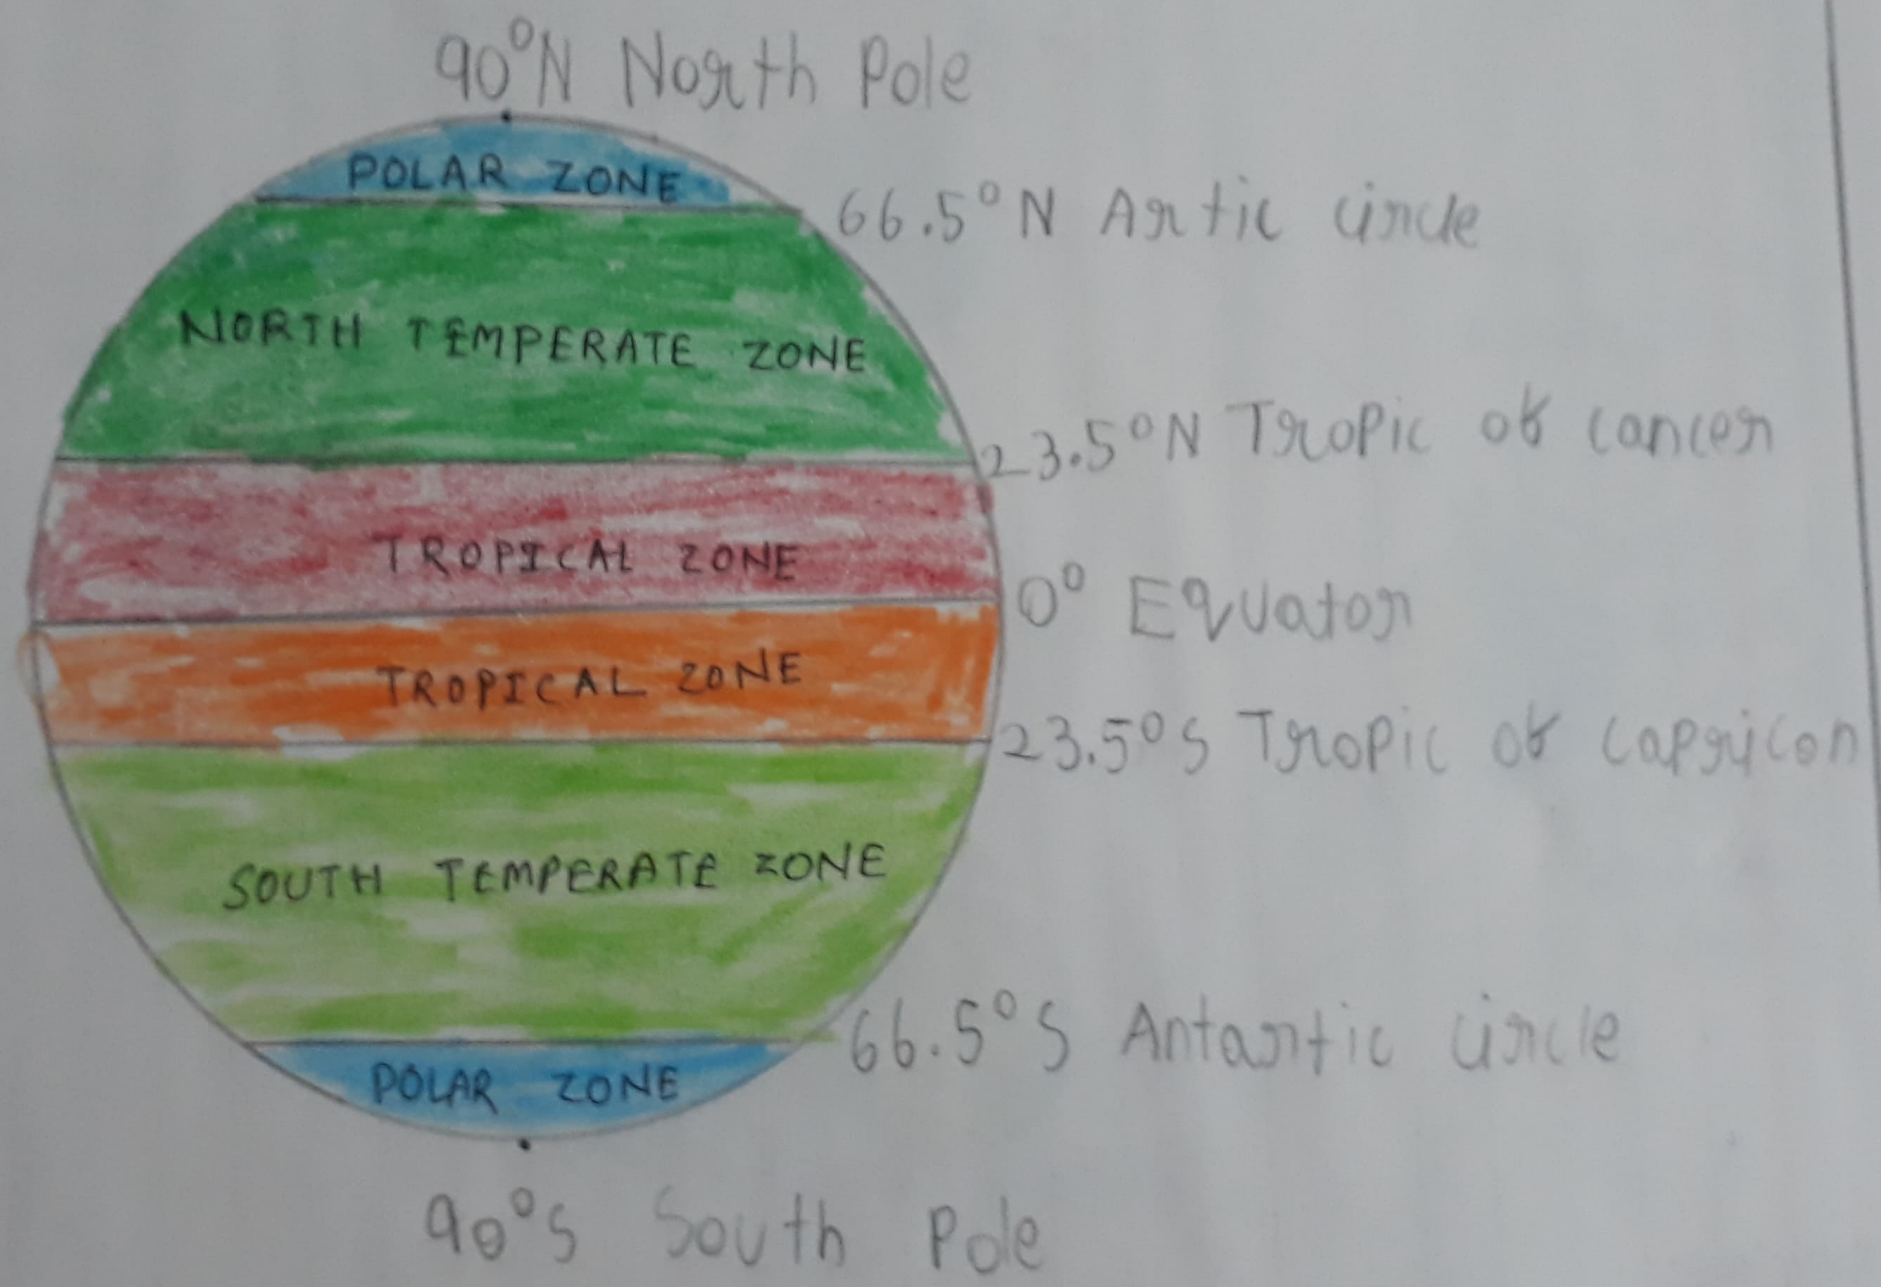 90°N North Pole
POLAR ZONE
66.5°N Artic circle
NORTH TEMPERATE ZONE
23.5°N Tropic of cancer
TROPICAL ZONE
0° Equator
TROPICAL ZONE
23.5°S Tropic of capricon
SOUTH TEMPERATE ZONE
66.5°S Antartic circle
POLAR ZONE
90°S South Pole